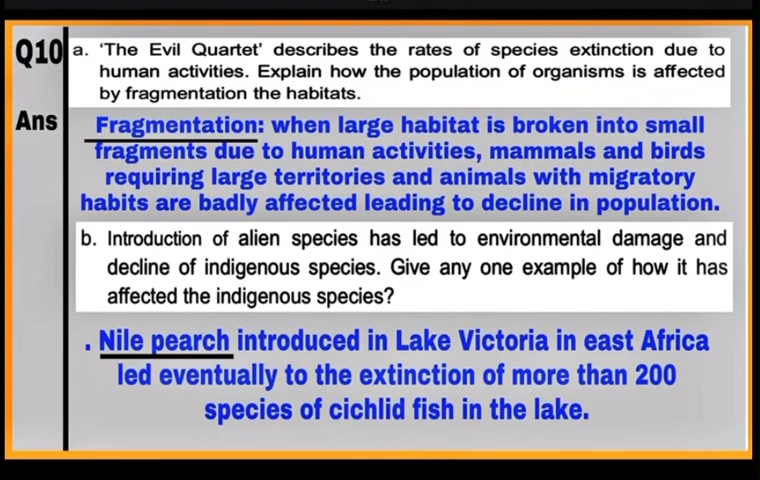 Q10 a. 'The Evil Quartet' describes the rates of species extinction due to
human activities. Explain how the population of organisms is affected
by fragmentation the habitats.
Ans Fragmentation: when large habitat is broken into small
fragments due to human activities, mammals and birds
requiring large territories and animals with migratory
habits are badly affected leading to decline in population.
b. Introduction of alien species has led to environmental damage and
decline of indigenous species. Give any one example of how it has
affected the indigenous species?
. Nile pearch introduced in Lake Victoria in east Africa
led eventually to the extinction of more than 200
species of cichlid fish in the lake.